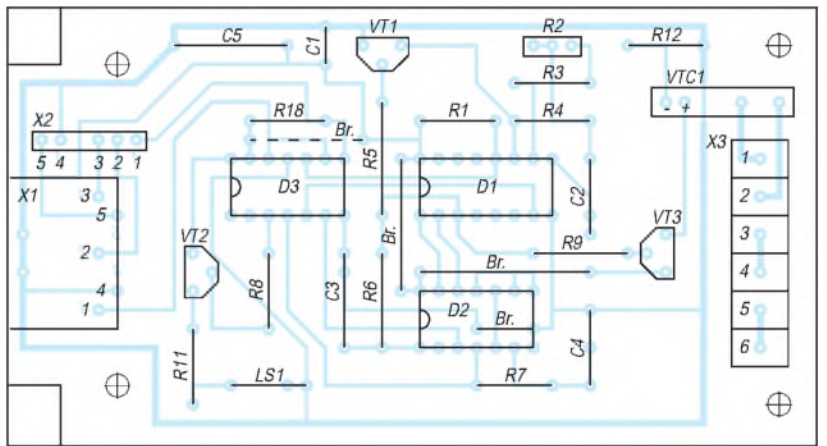 C5
C1
VT1
R2
R12
R3
VTC1
- +
X2
R18
Br.
R1
R4
5 4 3 2 1
R5
X3
1
X1
3
D3
D1
C2
2
5
VT2
Br.
VT3
3
2
R9
Br.
4
R8
C3
R6
4
1
D2
Br.
5
C4
6
R11
LS1
R7